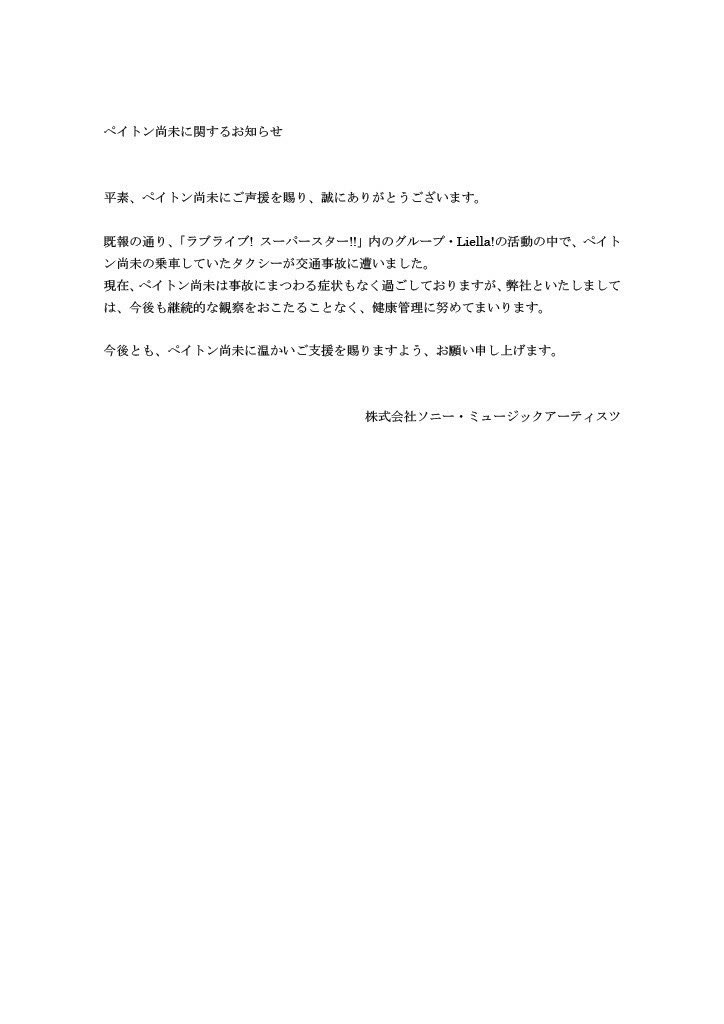 ペイトン尚未に関するお知らせ
平素、ペイトン尚未にご声援を賜り、誠にありがとうございます。
既報の通り、「ラブライブ! スーパースター!!」内のグループ・Liella!の活動の中で、ペイト
ン尚未の乗車していたタクシーが交通事故に遭いました。
現在、ペイトン尚未は事故にまつわる症状もなく過ごしておりますが、弊社といたしまして
は、今後も継続的な観察をおこたることなく、健康管理に努めてまいります。
今後とも、ペイトン尚未に温かいご支援を賜りますよう、お願い申し上げます。
株式会社ソニー・ミュージックアーティスツ